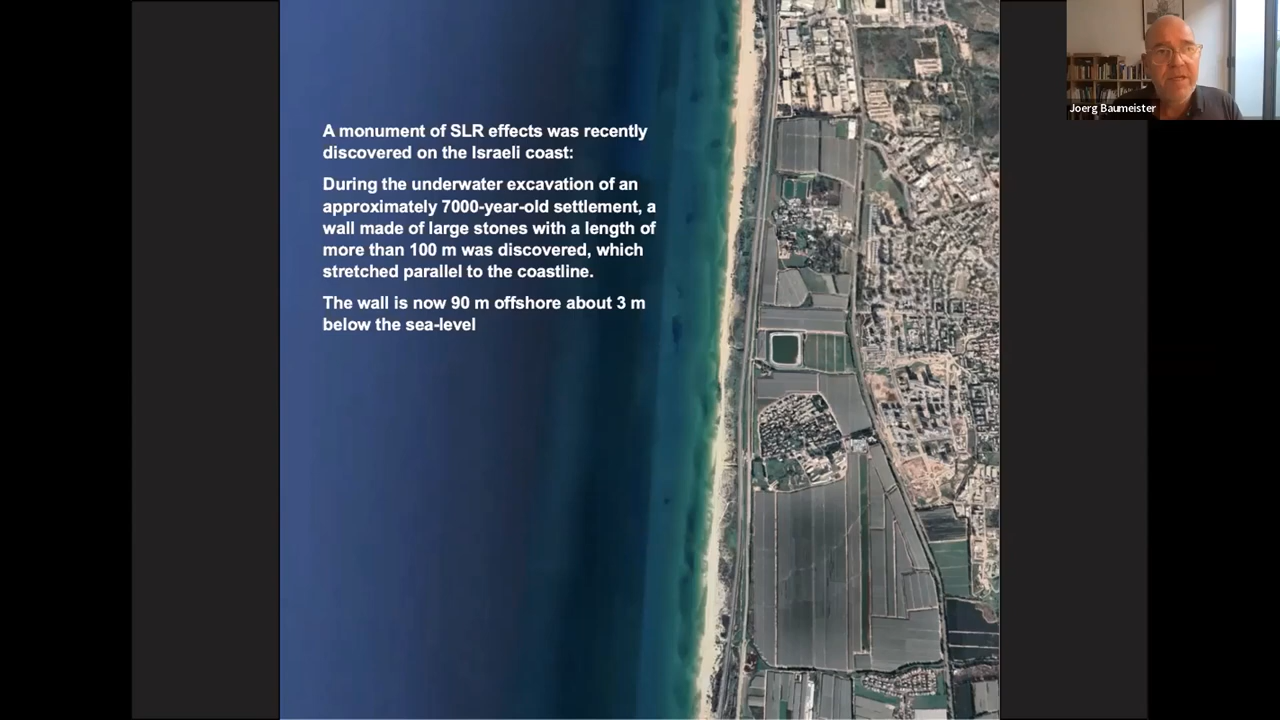 A monument of SLR effects was recently
discovered on the Israeli coast:
During the underwater excavation of an
approximately 7000-year-old settlement, a
wall made of large stones with a length of
more than 100 m was discovered, which
stretched parallel to the coastline.
The wall is now 90 m offshore about 3 m
below the sea-level
Joerg Baumeister